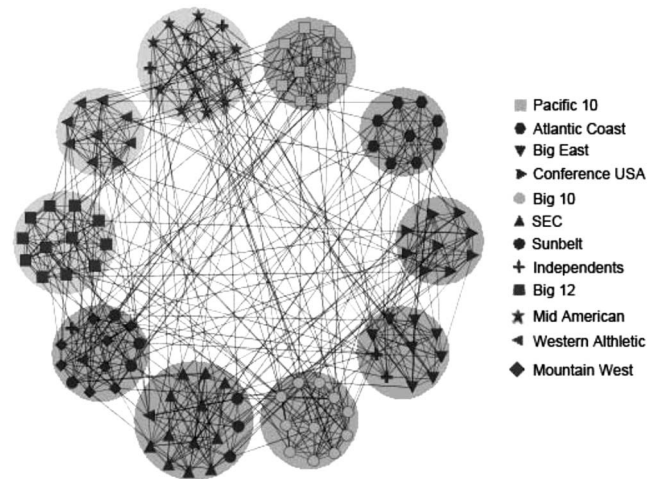 Pacific 10
Atlantic Coast
Big East
Conference USA
Big 10
SEC
Sunbelt
Independents
Big 12
Mid American
Western Althletic
Mountain West